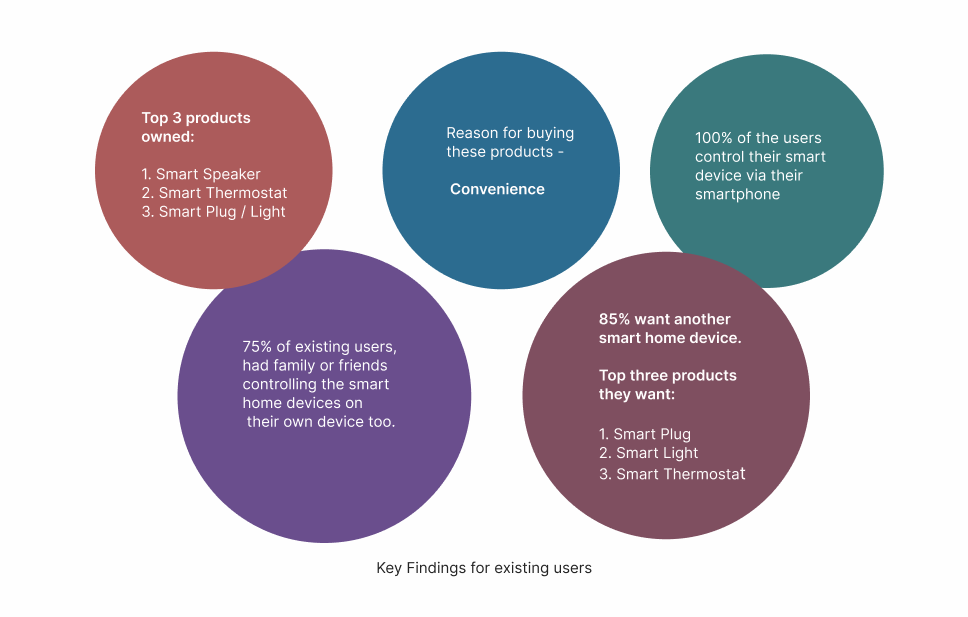 Top 3 products
owned:
1. Smart Speaker
2. Smart Thermostat
3. Smart Plug / Light
Reason for buying
these products -
Convenience
100% of the users
control their smart
device via their
smartphone
75% of existing users,
had family or friends
controlling the smart
home devices on
their own device too.
85% want another
smart home device.
Top three products
they want:
1. Smart Plug
2. Smart Light
3. Smart Thermostat
Key Findings for existing users